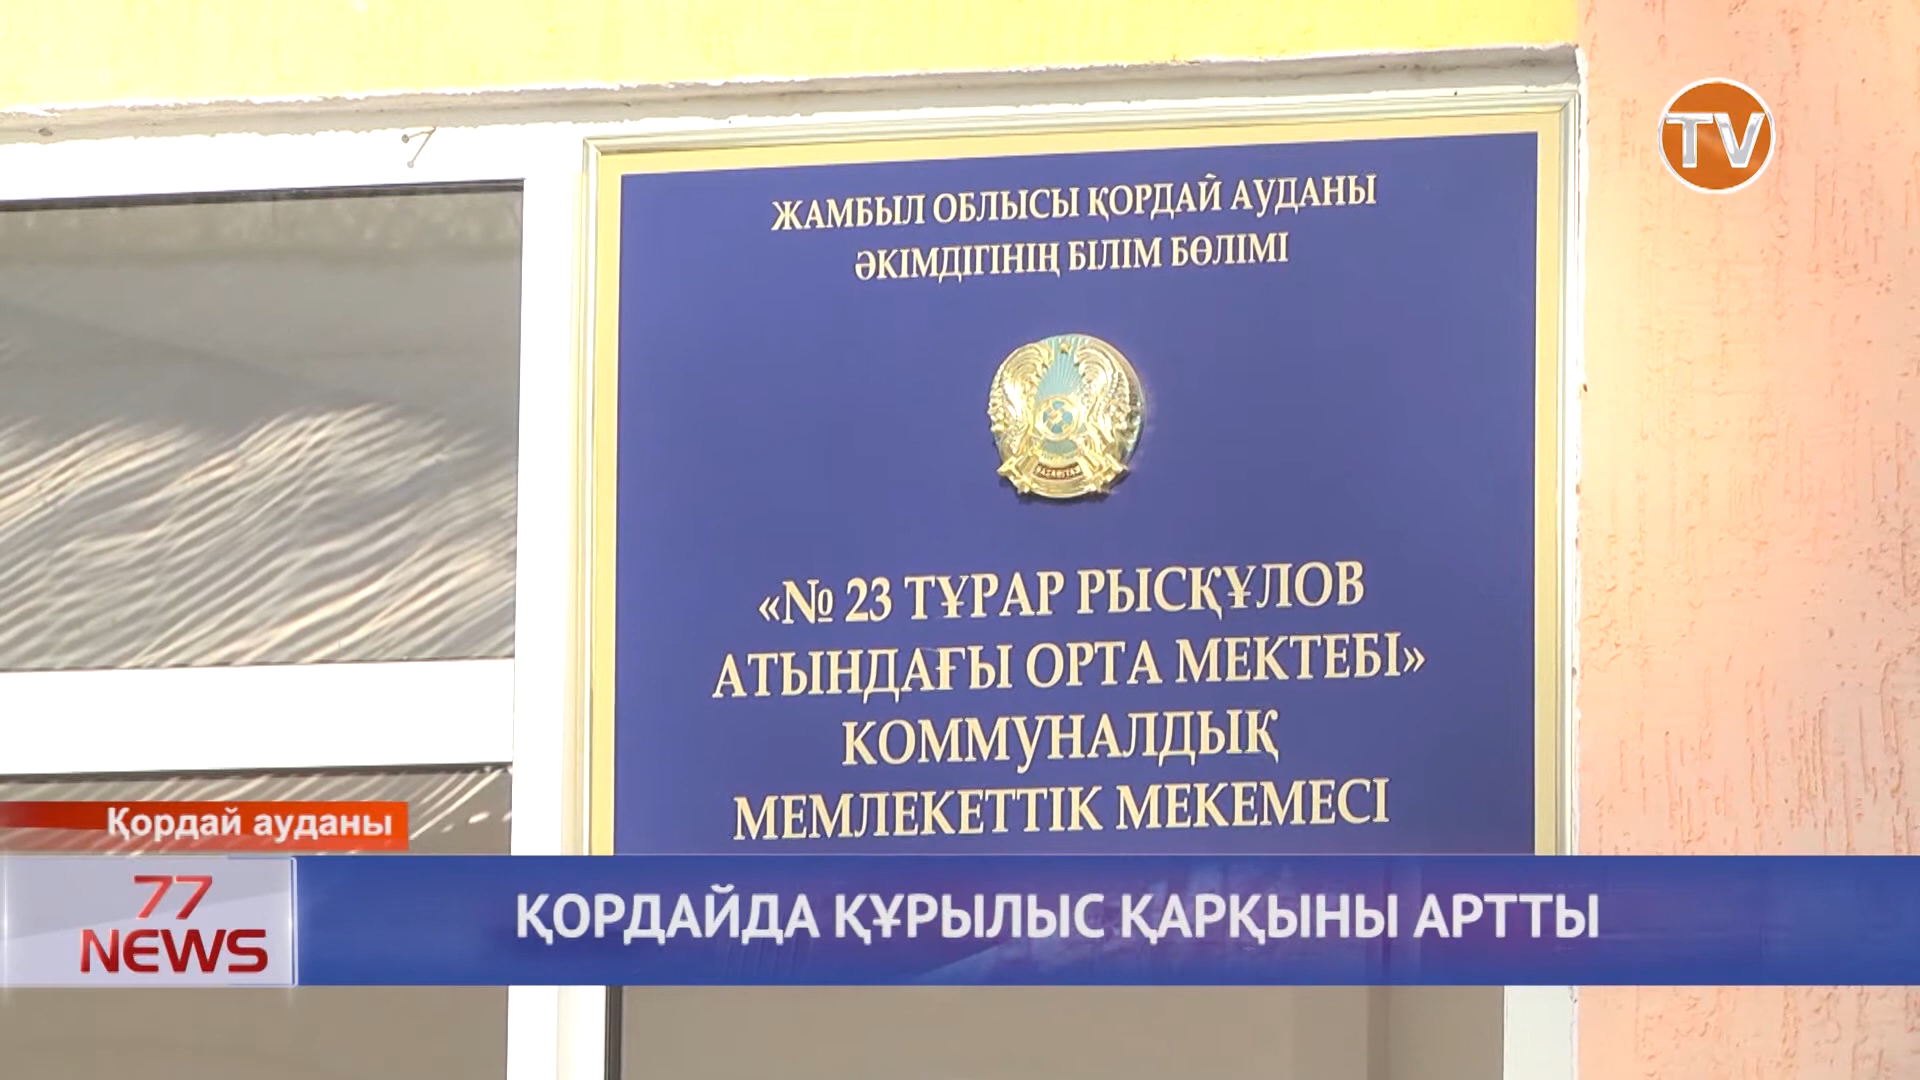 TV
ЖАМБЫЛ ОБЛЫСЫ ҚОРДАЙ АУДАНЫ
ӘКІМДІГІНІҢ БІЛІМ БӨЛІМІ
ҚАЗАҚСТАН
«№ 23 ТҰРАР РЫСҚҰЛОВ
АТЫНДАҒЫ ОРТА МЕКТЕБІ»
КОММУНАЛДЫҚ
МЕМЛЕКЕТТІК МЕКЕМЕСІ
Қордай ауданы
77
NEWS
ҚОРДАЙДА ҚҰРЫЛЫС ҚАРҚЫНЫ АРТТЫ